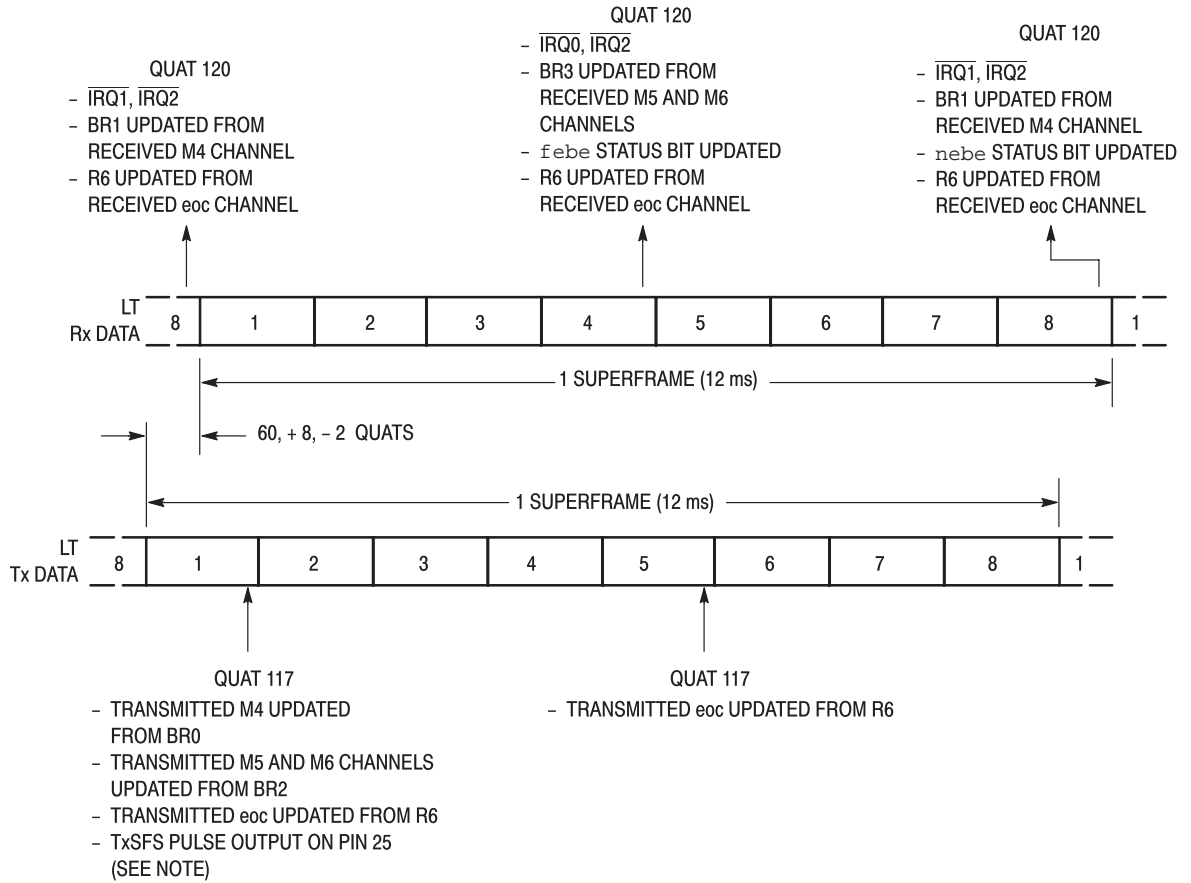 QUAT 120
– IRQ1, IRQ2
– BR1 UPDATED FROM
RECEIVED M4 CHANNEL
– R6 UPDATED FROM
RECEIVED eoc CHANNEL
QUAT 120
– IRQ0, IRQ2
– BR3 UPDATED FROM
RECEIVED M5 AND M6
CHANNELS
– febe STATUS BIT UPDATED
– R6 UPDATED FROM
RECEIVED eoc CHANNEL
QUAT 120
– IRQ1, IRQ2
– BR1 UPDATED FROM
RECEIVED M4 CHANNEL
– nebe STATUS BIT UPDATED
– R6 UPDATED FROM
RECEIVED eoc CHANNEL
LT
Rx DATA
8 1 2 3 4 5 6 7 8 1
1 SUPERFRAME (12 ms)
60, + 8, – 2 QUATS
1 SUPERFRAME (12 ms)
LT
Tx DATA
8 1 2 3 4 5 6 7 8 1
QUAT 117
– TRANSMITTED M4 UPDATED
FROM BR0
– TRANSMITTED M5 AND M6 CHANNELS
UPDATED FROM BR2
– TRANSMITTED eoc UPDATED FROM R6
– TxSFS PULSE OUTPUT ON PIN 25
(SEE NOTE)
QUAT 117
– TRANSMITTED eoc UPDATED FROM R6